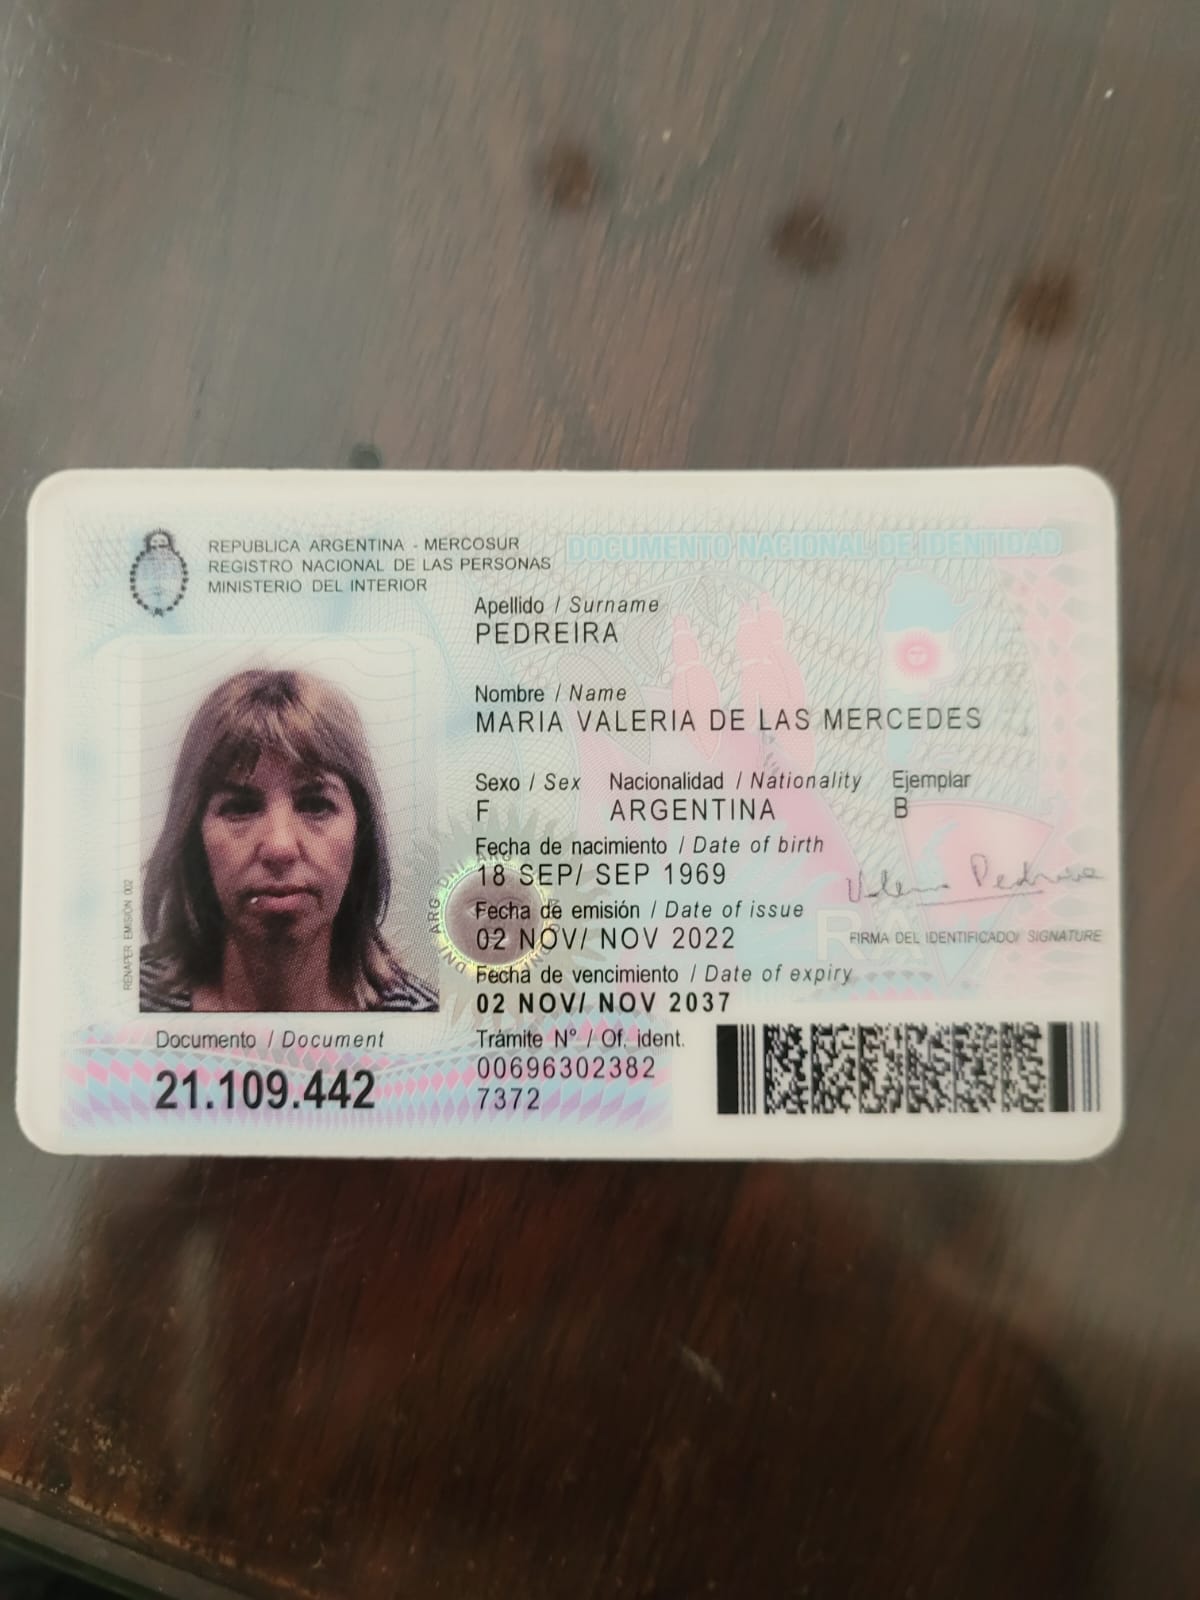 REPUBLICA ARGENTINA - MERCOSUR
REGISTRO NACIONAL DE LAS PERSONAS
MINISTERIO DEL INTERIOR
DOCUMENTO NACIONAL DE IDENTIDAD
Apellido / Surname
PEDREIRA
Nombre / Name
MARIA VALERIA DE LAS MERCEDES
Sexo / Sex Nacionalidad / Nationality Ejemplar
F ARGENTINA B
Fecha de nacimiento / Date of birth
18 SEP/ SEP 1969
Fecha de emisión / Date of issue
02 NOV/ NOV 2022
Fecha de vencimiento / Date of expiry
02 NOV/ NOV 2037
Valeria Pedreira
FIRMA DEL IDENTIFICADO/ SIGNATURE
RENAPER EMISIÓN 002
Documento / Document
21.109.442
Trámite N° / Of. ident.
00696302382
7372